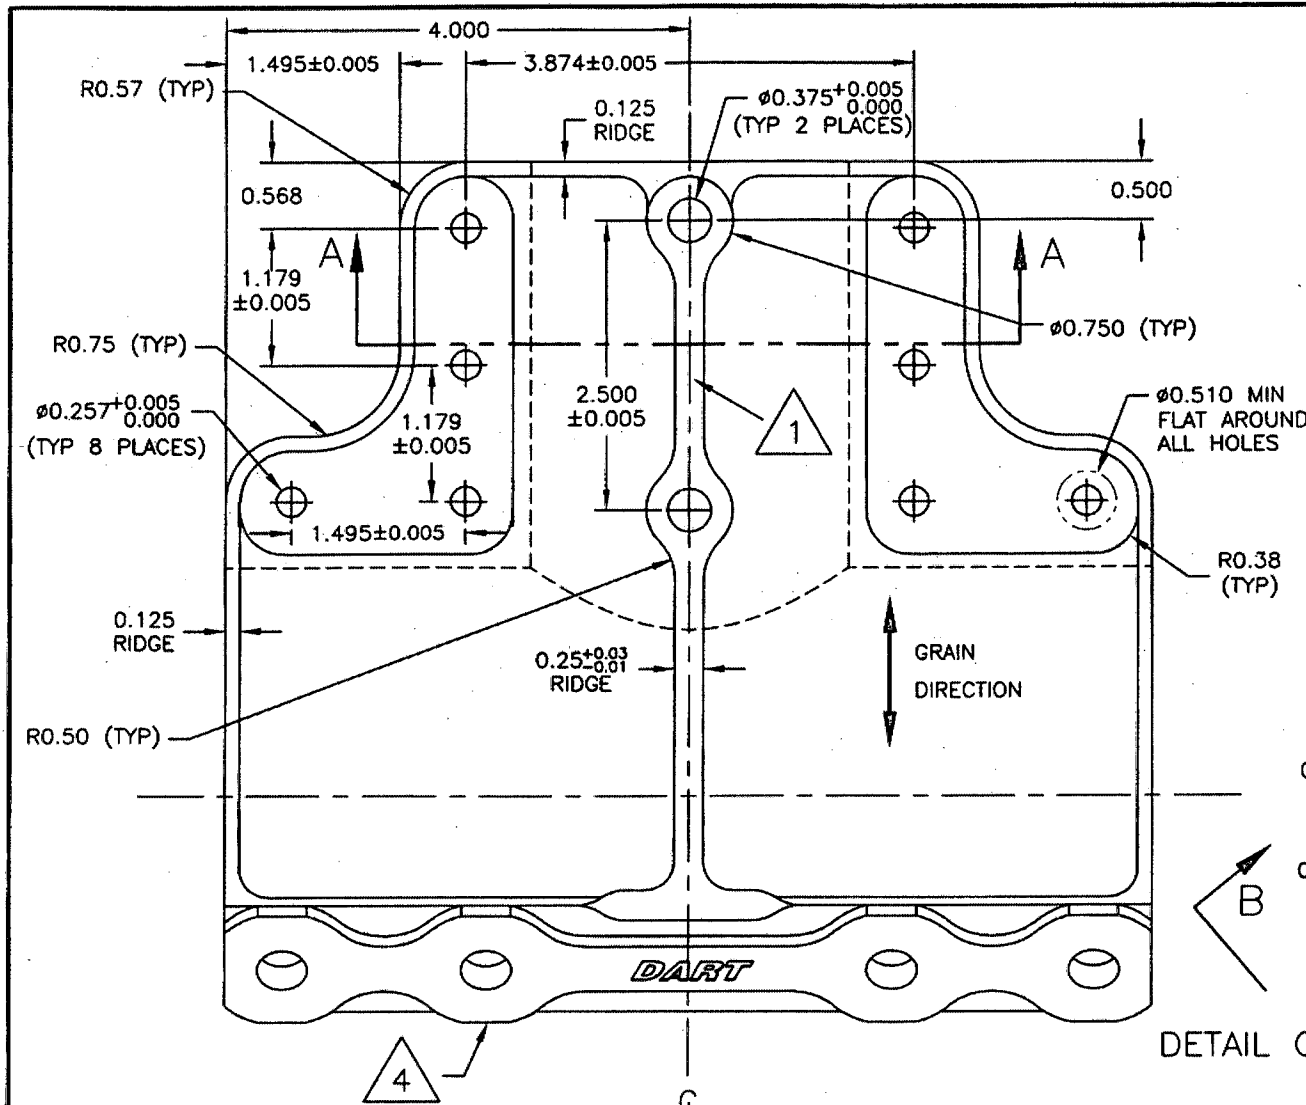 4.000
1.495±0.005
3.874±0.005
R0.57 (TYP)
0.125
RIDGE
ø0.375+0.005
0.000
(TYP 2 PLACES)
0.568
0.500
A
A
1.179
±0.005
ø0.750 (TYP)
R0.75 (TYP)
2.500
±0.005
ø0.257+0.005
0.000
(TYP 8 PLACES)
1.179
±0.005
1
ø0.510 MIN
FLAT AROUND
ALL HOLES
1.495±0.005
R0.38
(TYP)
0.125
RIDGE
0.25+0.03
-0.01
RIDGE
GRAIN
DIRECTION
R0.50 (TYP)
B
DART
DETAIL
4